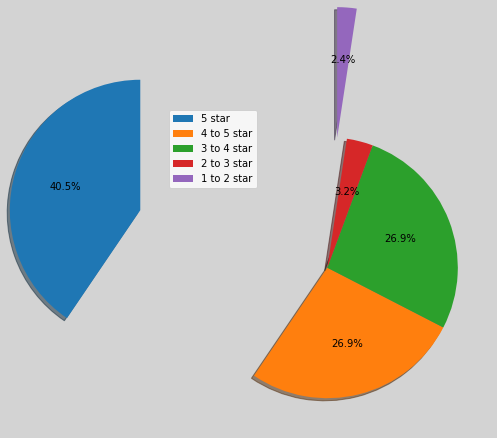 2.4%
5 star
4 to 5 star
3 to 4 star
2 to 3 star
1 to 2 star
40.5%
3.2%
26.9%
26.9%